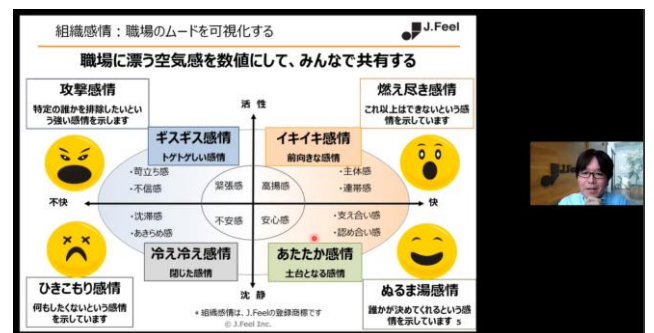 組織感情：職場のムードを可視化する
J.Feel
職場に漂う空気感を数値にして、みんなで共有する
攻撃感情
特定の誰かを排除したいとい
う強い感情を示します
活 性
燃え尽き感情
これ以上はできないという感
情を示しています
ギスギス感情
トゲトゲしい感情
イキイキ感情
前向きな感情
・苛立ち感
・不信感
緊張感
高揚感
・主体感
・連帯感
不快
快
・沈滞感
・あきらめ感
不安感
安心感
・支え合い感
・認め合い感
冷え冷え感情
閉じた感情
あたたか感情
土台となる感情
ひきこもり感情
何もしたくないという感情
を示しています
沈 静
＊組織感情は、J.Feelの登録商標です
© J.Feel Inc.
ぬるま湯感情
誰かが決めてくれるという感
情を示しています 5
J.Feel